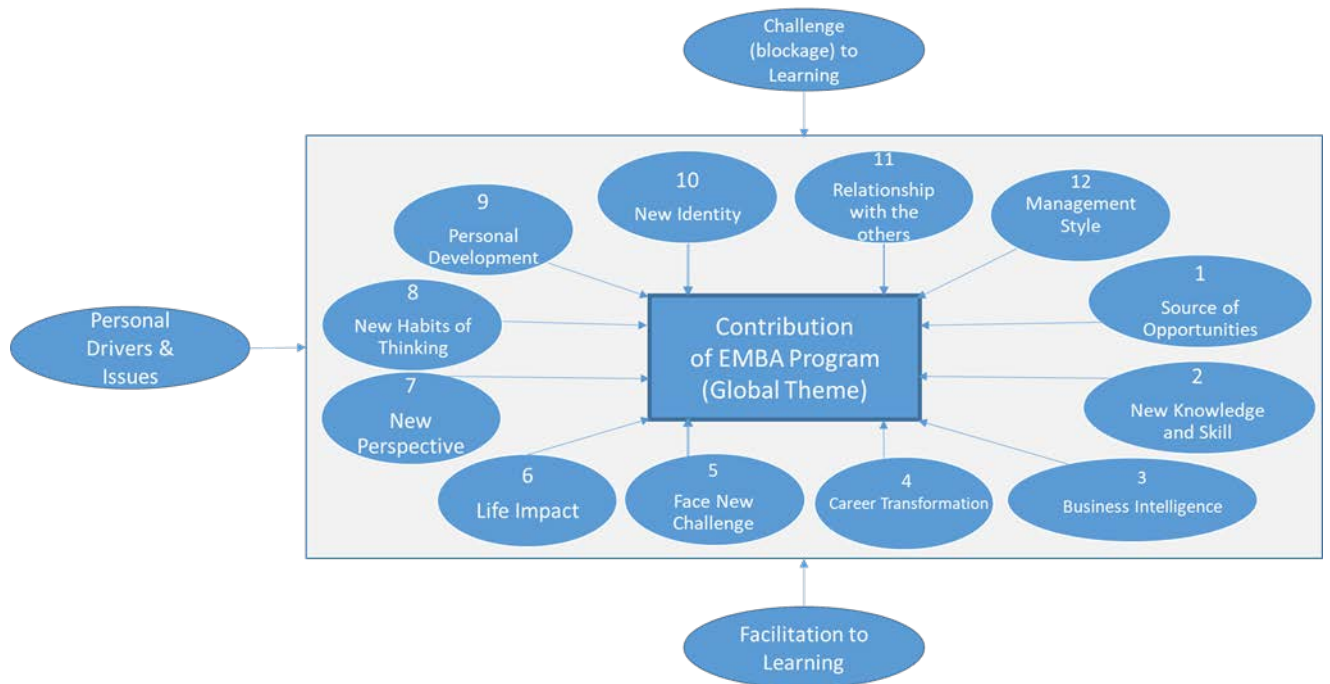 Challenge
(blockage) to
Learning
11
Relationship
with the
others
10
New Identity
12
Management
Style
9
Personal
Development
1
Source of
Opportunities
8
New Habits of
Thinking
Contribution
of EMBA Program
(Global Theme)
Personal
Drivers &
Issues
2
New Knowledge
and Skill
7
New
Perspective
6
Life Impact
5
Face New
Challenge
4
Career Transformation
3
Business Intelligence
Facilitation to
Learning